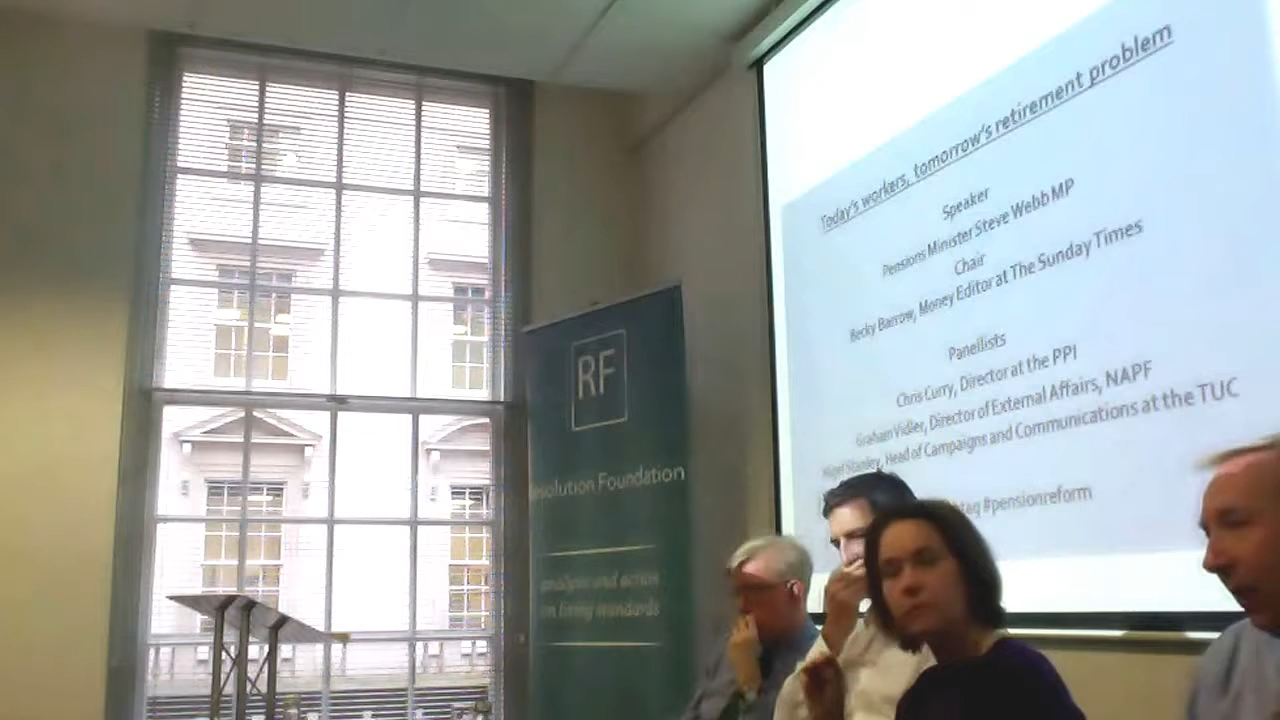 Today's workers, tomorrow's retirement problem
Speaker
Pensions Minister Steve Webb MP
Chair
Becky Barrow, Money Editor at The Sunday Times
Panellists
Chris Curry, Director at the PPI
Graham Vidler, Director of External Affairs, NAPF
Nigel Stanley, Head of Campaigns and Communications at the TUC
#pensionreform
RF
esolution Foundation
analysis and action
on living standards